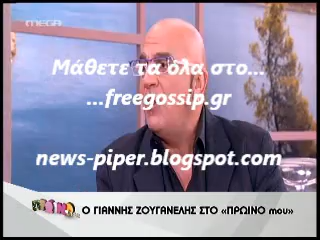 MEGA
Μάθετε τα όλα στο...
...freegossip.gr
news-piper.blogspot.com
Ο ΓΙΑΝΝΗΣ ΖΟΥΓΑΝΕΛΗΣ ΣΤΟ «ΠΡΩΙΝΟ mou»